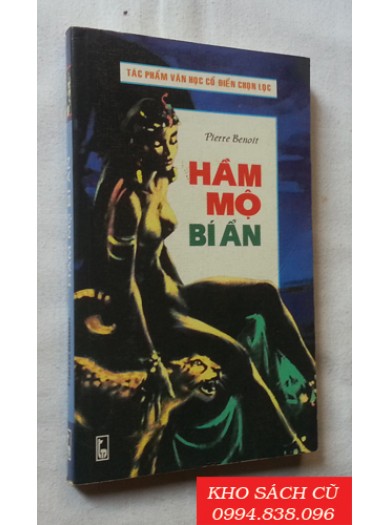 TÁC PHẨM VĂN HỌC CỔ ĐIỂN CHỌN LỌC
Pierre Benoit
HẦM
MỘ
BÍ ẨN
KHO SÁCH CŨ
0994.838.096